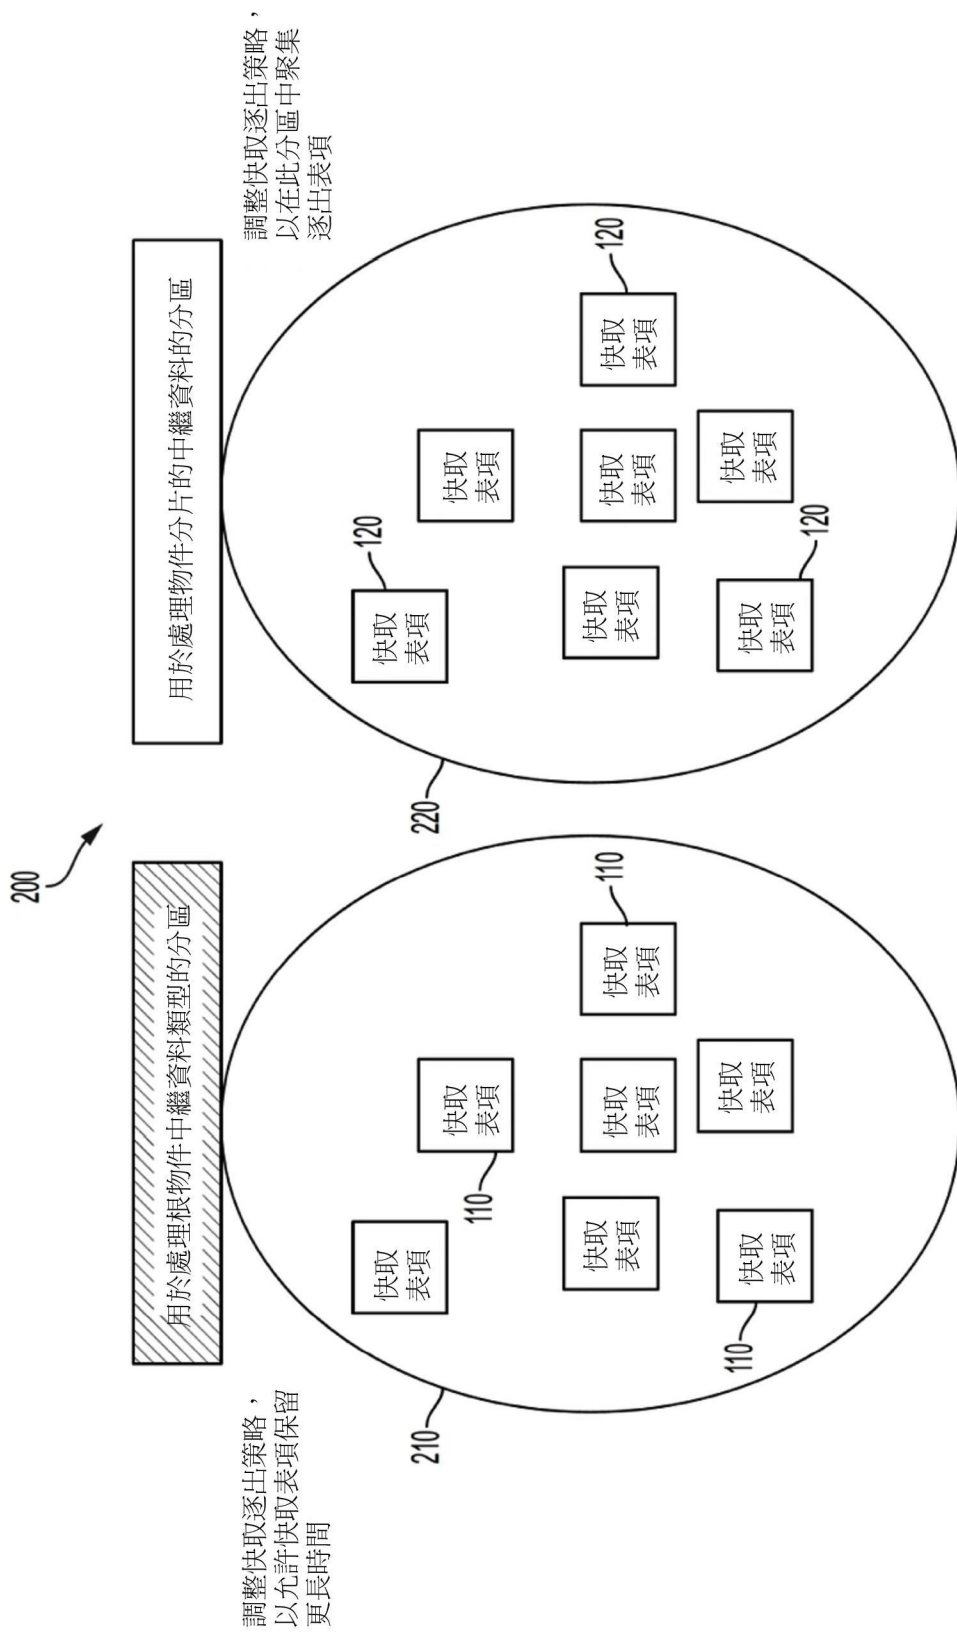 200
用於處理根物件中繼資料類型的分區
調整快取逐出策略，
以允許快取表項保留
更長時間
210
快取
表項
快取
表項
110
快取
表項
快取
表項
快取
表項
110
快取
表項
快取
表項
110
用於處理物件分片的中繼資料的分區
調整快取逐出策略，
以在此分區中聚集
逐出表項
220
快取
表項
120
快取
表項
快取
表項
快取
表項
快取
表項
120
快取
表項
快取
表項
120